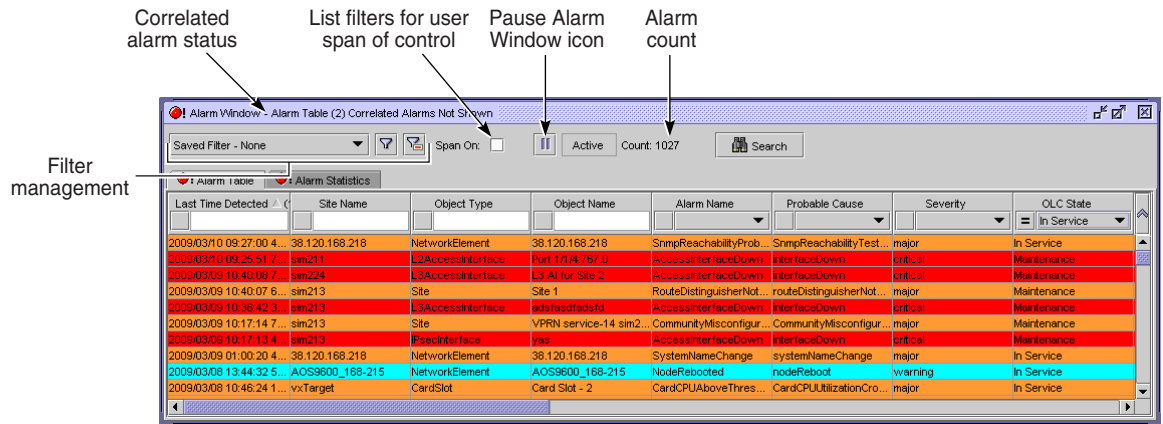 Correlated alarm status
List filters for user span of control
Pause Alarm Window icon
Alarm count
Filter management
Alarm Window - Alarm Table (2) Correlated Alarms Not Shown
Saved Filter - None Span On: Active Count: 1027 Search
Alarm Table Alarm Statistics
Last Time Detected Site Name Object Type Object Name Alarm Name Probable Cause Severity OLC State
= In Service
2009/03/10 09:27:00 4... 38.120.168.218 NetworkElement 38.120.168.218 SnmpReachabilityProb... SnmpReachabilityTest... major In Service
2009/03/10 09:25:51 7... sim211 L2AccessInterface Port 1/1/4:767.0 AccessInterfaceDown interfaceDown critical Maintenance
2009/03/09 10:40:08 7... sim224 L3AccessInterface L3 AI for Site 2 AccessInterfaceDown interfaceDown critical Maintenance
2009/03/09 10:40:07 6... sim213 Site Site 1 RouteDistinguisherNot... routeDistinguisherNot... major Maintenance
2009/03/09 10:36:42 3... sim213 L3AccessInterface adsfasdfadsfd AccessInterfaceDown interfaceDown critical Maintenance
2009/03/09 10:17:14 7... sim213 Site VPRN service-14 sim2... CommunityMisconfigur... CommunityMisconfigur... major Maintenance
2009/03/09 10:17:13 4... sim213 IPsecInterface yas AccessInterfaceDown interfaceDown critical Maintenance
2009/03/09 01:00:20 4... 38.120.168.218 NetworkElement 38.120.168.218 SystemNameChange systemNameChange major In Service
2009/03/08 13:44:32 5... AOS9600_168-215 NetworkElement AOS9600_168-215 NodeRebooted nodeReboot warning In Service
2009/03/08 10:46:24 1... vxTarget CardSlot Card Slot - 2 CardCPUAboveThres... CardCPUUtilizationCro... major In Service